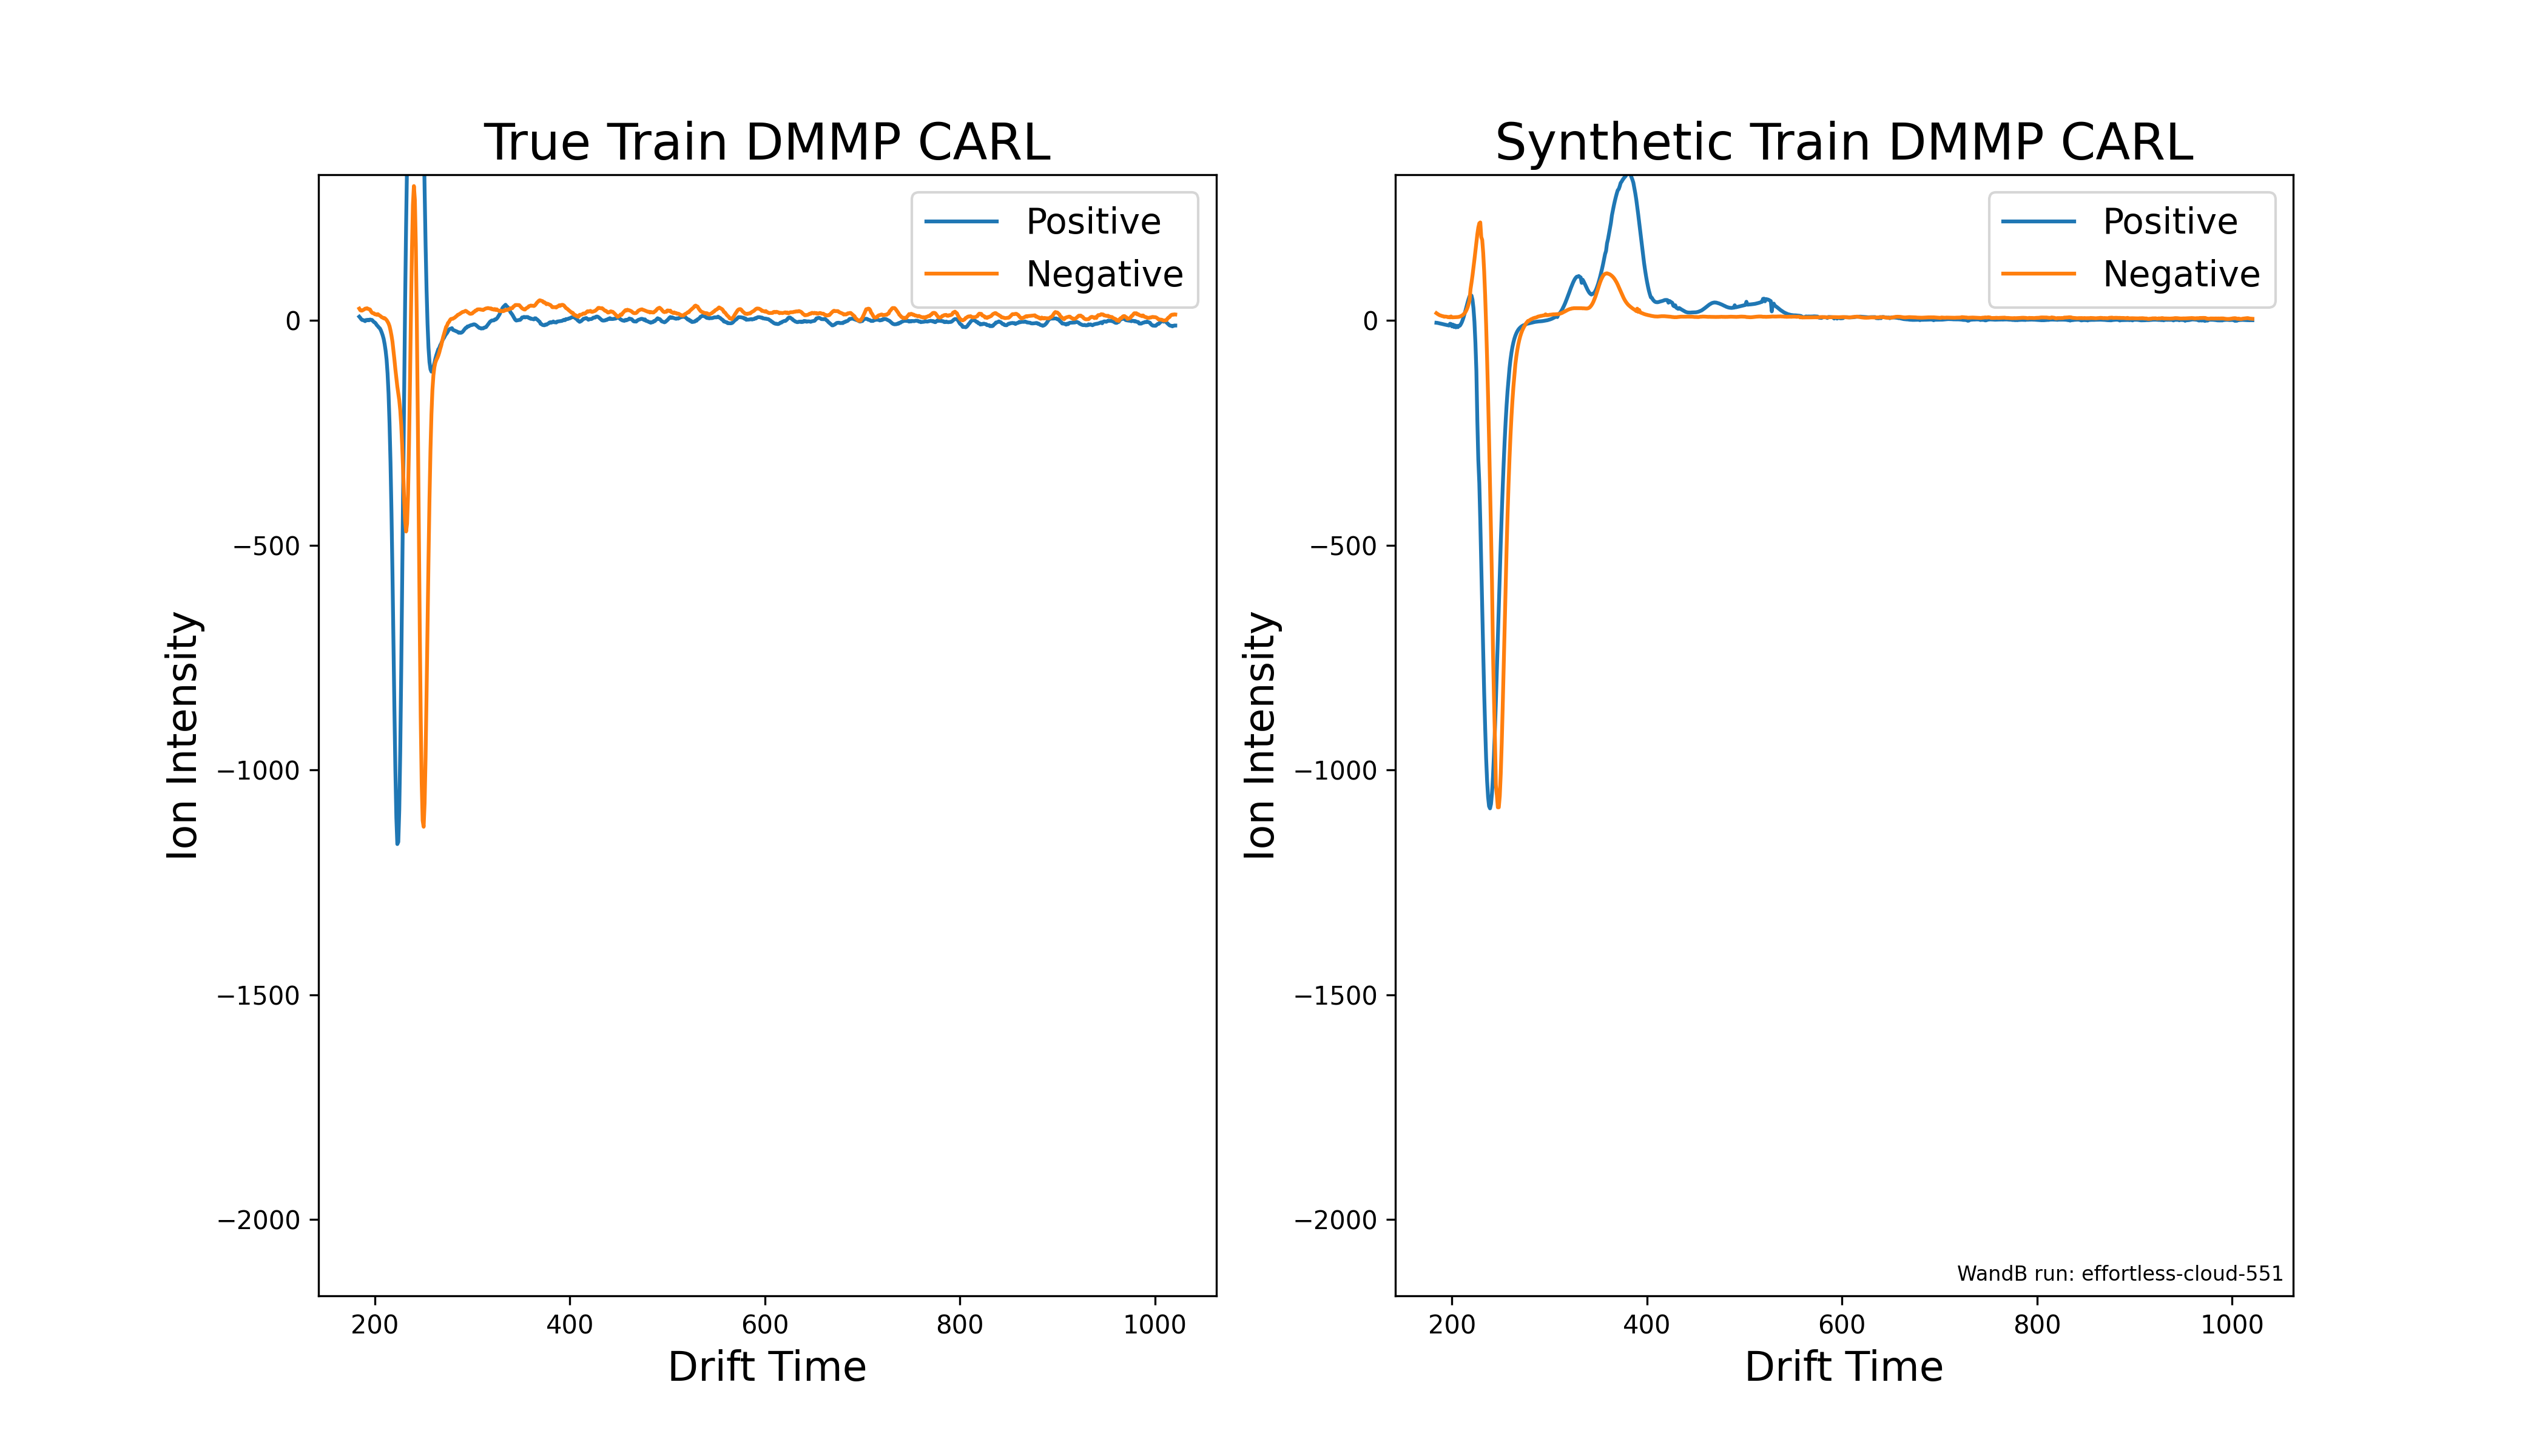 True Train DMMP CARL
Positive
Negative
0
−500
−1000
−1500
−2000
Ion Intensity
200 400 600 800 1000
Drift Time
Synthetic Train DMMP CARL
Positive
Negative
0
−500
−1000
−1500
−2000
Ion Intensity
WandB run: effortless-cloud-551
200 400 600 800 1000
Drift Time